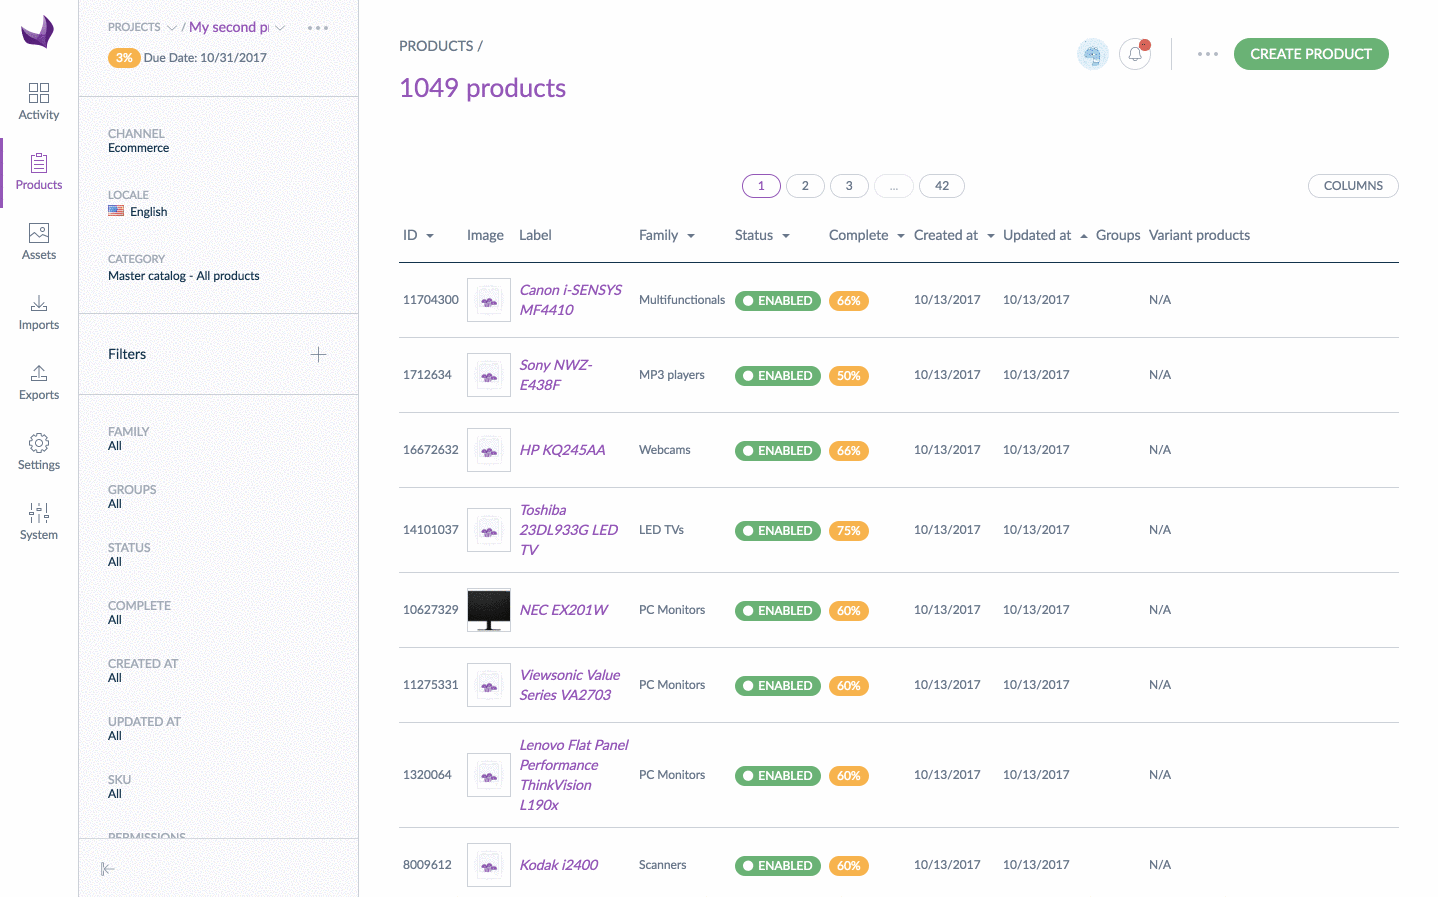 PROJECTS / My second p
3% Due Date: 10/31/2017
Activity
Products
Assets
Imports
Exports
Settings
System
CHANNEL
Ecommerce
LOCALE
English
CATEGORY
Master catalog - All products
Filters
FAMILY
All
GROUPS
All
STATUS
All
COMPLETE
All
CREATED AT
All
UPDATED AT
All
SKU
All
PERMISSIONS
PRODUCTS /
1049 products
CREATE PRODUCT
1 2 3 ... 42
COLUMNS
ID Image Label Family Status Complete Created at Updated at Groups Variant products
11704300 Canon i-SENSYS MF4410 Multifunctionals ENABLED 66% 10/13/2017 10/13/2017 N/A
1712634 Sony NWZ-E438F MP3 players ENABLED 50% 10/13/2017 10/13/2017 N/A
16672632 HP KQ245AA Webcams ENABLED 66% 10/13/2017 10/13/2017 N/A
14101037 Toshiba 23DL933G LED TV LED TVs ENABLED 75% 10/13/2017 10/13/2017 N/A
10627329 NEC EX201W PC Monitors ENABLED 60% 10/13/2017 10/13/2017 N/A
11275331 Viewsonic Value Series VA2703 PC Monitors ENABLED 60% 10/13/2017 10/13/2017 N/A
1320064 Lenovo Flat Panel Performance ThinkVision L190x PC Monitors ENABLED 60% 10/13/2017 10/13/2017 N/A
8009612 Kodak i2400 Scanners ENABLED 60% 10/13/2017 10/13/2017 N/A